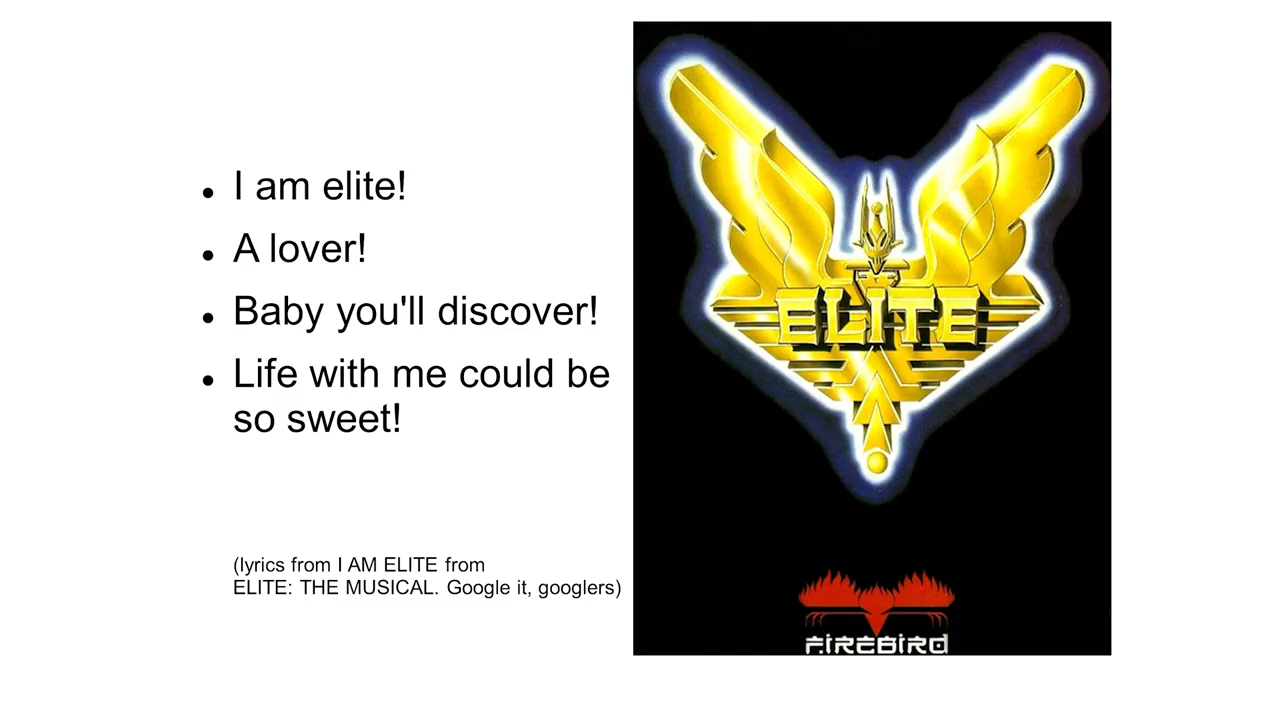 I am elite!
A lover!
Baby you'll discover!
Life with me could be
so sweet!
(lyrics from I AM ELITE from
ELITE: THE MUSICAL. Google it, googlers)
ELITE
FIREBIRD